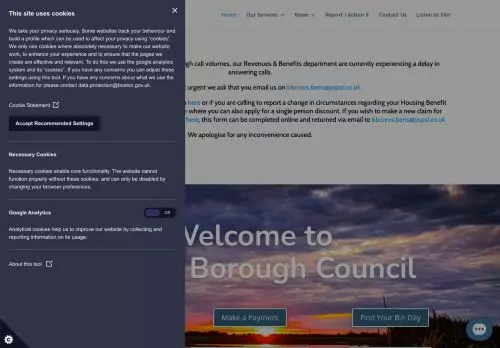 This site uses cookies
We take your privacy seriously. Some websites track your behaviour and
build a profile which can be used to affect your privacy using "cookies".
We only use cookies where absolutely necessary to make our website
work, to enhance your experience and to ensure that the pages we
create are effective and relevant. To do this we use the google analytics
system and its "cookies". If you have any concerns you can adjust these
settings using this tool. If you have any concerns about what we use the
information for please contact data.protection@boston.gov.uk.
Cookie Statement
Accept Recommended Settings
Necessary Cookies
Necessary cookies enable core functionality. The website cannot
function properly without these cookies, and can only be disabled by
changing your browser preferences.
Google Analytics
Off
Analytical cookies help us to improve our website by collecting and
reporting information on its usage.
About this tool
Home Our Services News Report / Action It Contact Us Listen to Site
call volumes, our Revenues & Benefits department are currently experiencing a delay in
answering calls.
urgent we ask that you email us on bbcrevs.bens@pspsl.co.uk
here or if you are calling to report a change in circumstances regarding your Housing Benefit
where you can also apply for a single person discount. If you wish to make a new claim for
here, this form can be completed online and returned via email to bbcrevs.bens@pspsl.co.uk
We apologise for any inconvenience caused.
Welcome to
Borough Council
Make a Payment
Find Your Bin Day